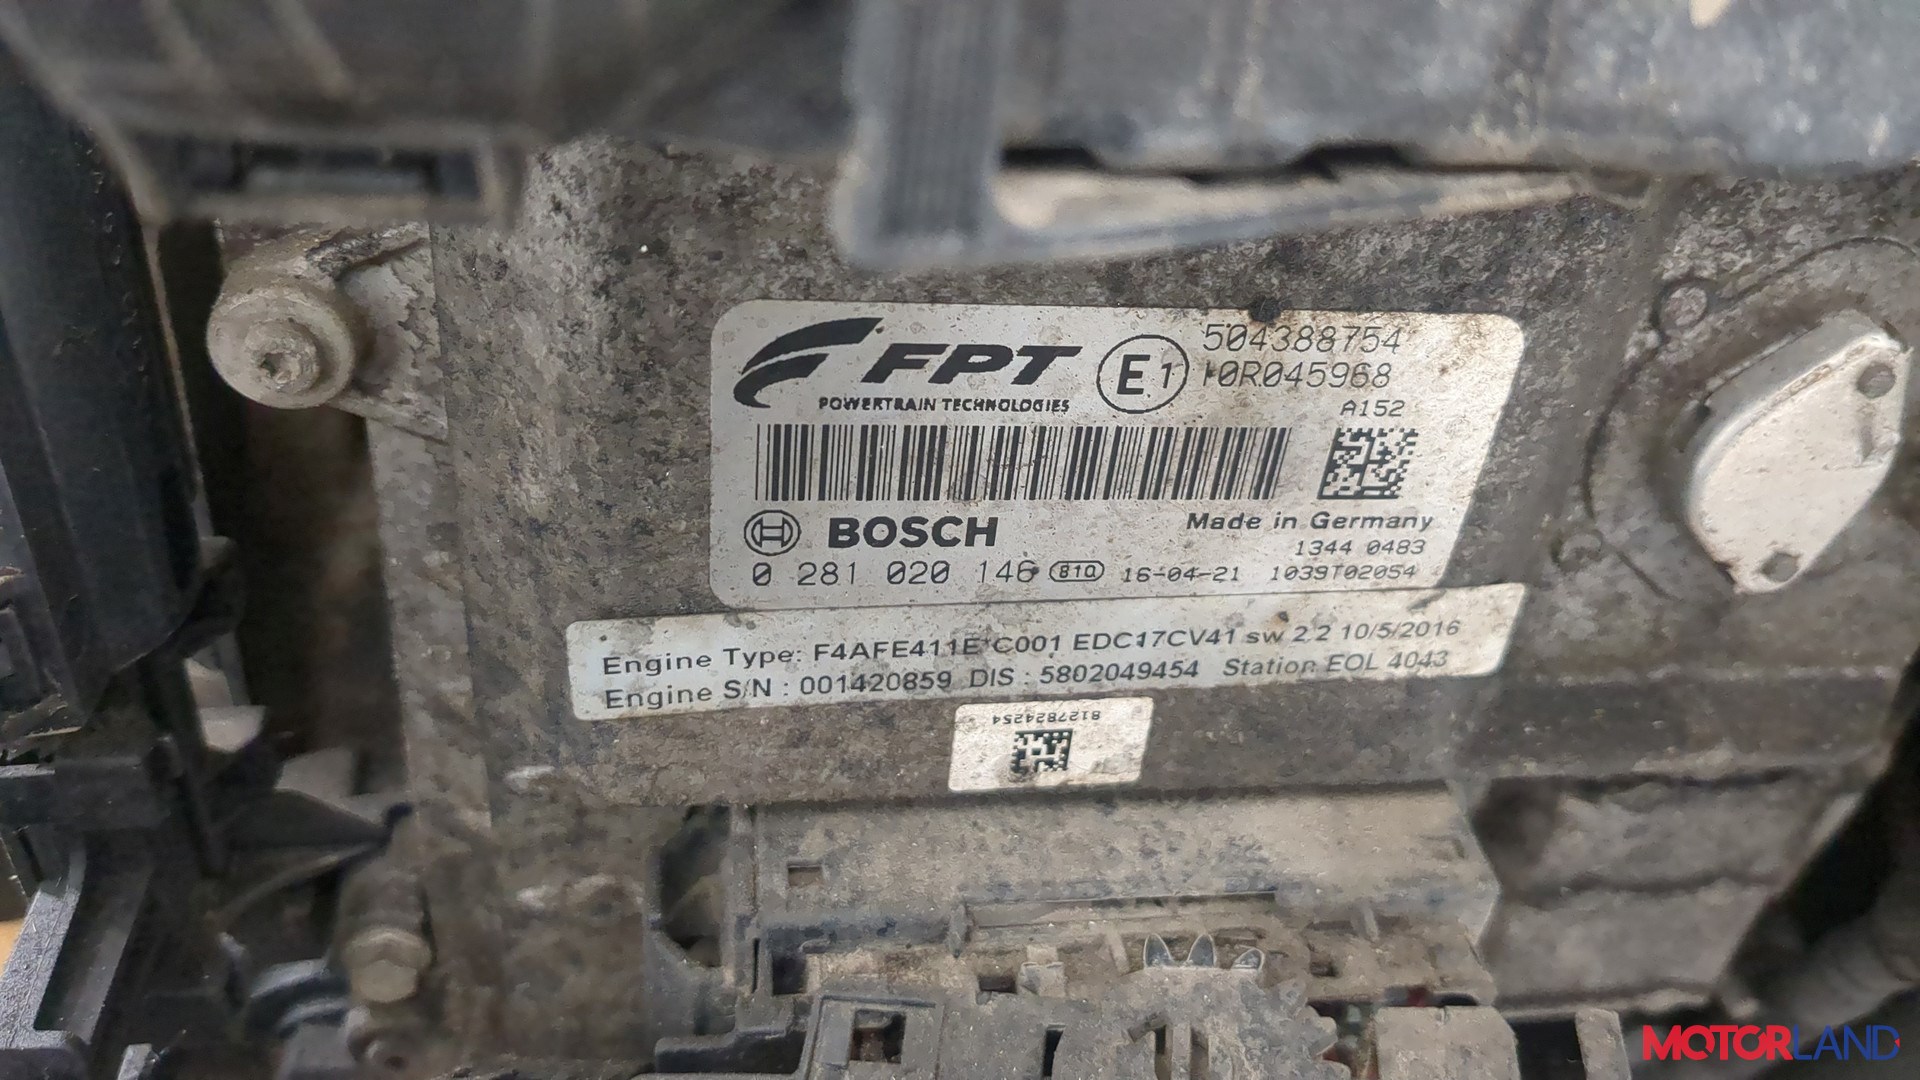 FPT
POWERTRAIN TECHNOLOGIES
E1
504388754
10R045968
A152
BOSCH
Made in Germany
1344 0483
0 281 020 146 810 16-04-21 1039T02054
Engine Type: F4AFE411E*C001 EDC17CV41 sw 2.2 10/5/2016
Engine S/N : 001420859 DIS : 5802049454 Station EOL 4043
8127824254
MOTORLAND